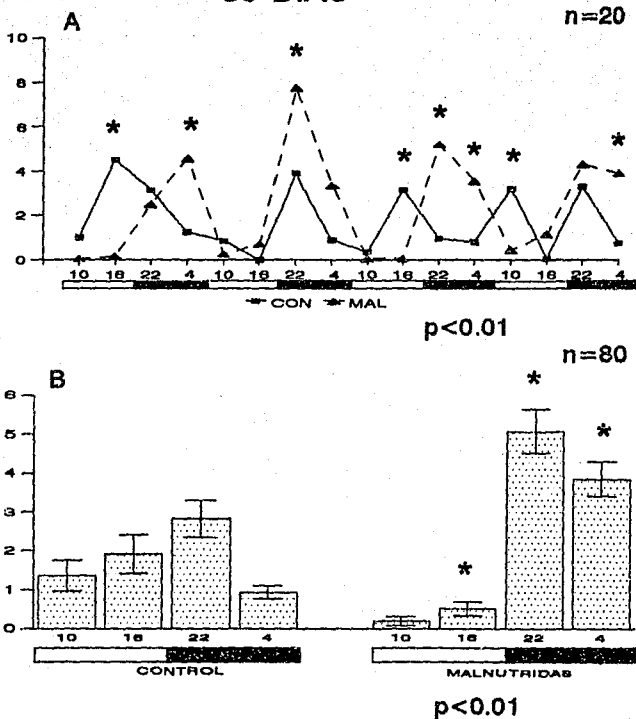 A
n=20
10
8
6
4
2
0
10 16 22 4 10 16 22 4 10 16 22 4 10 16 22 4
CON MAL
p<0.01
B
n=80
6
5
4
3
2
1
0
10 16 22 4 10 16 22 4
CONTROL MALNUTRIDAS
p<0.01
* * * * * * * *
* * *